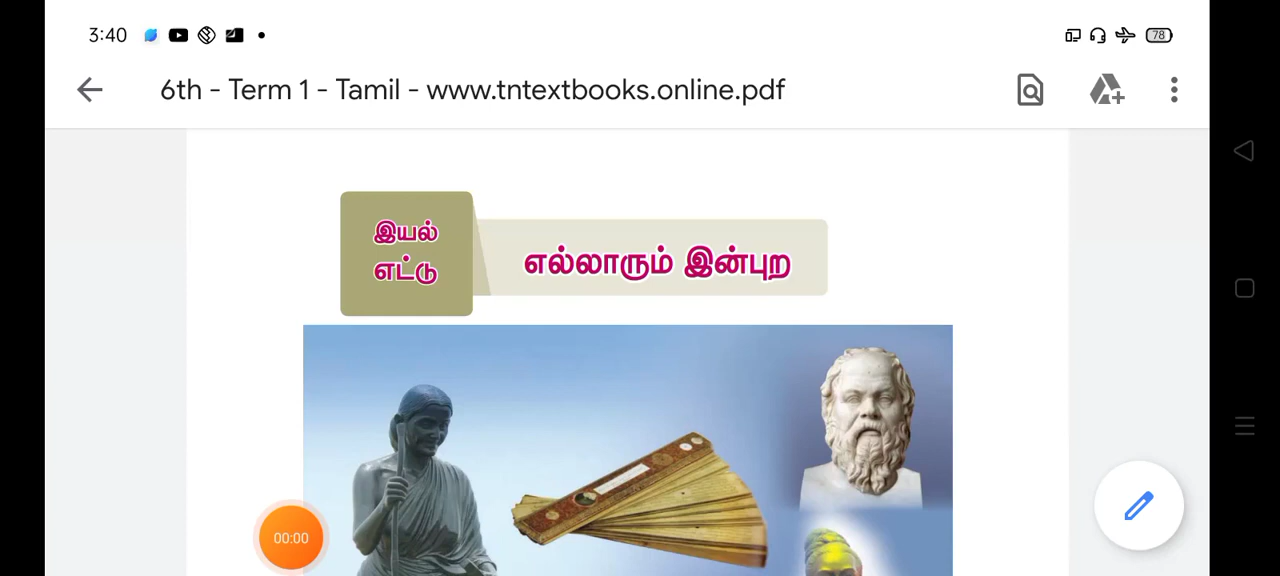 3:40
78
6th - Term 1 - Tamil - www.tntextbooks.online.pdf
இயல்
எட்டு
எல்லாரும் இன்புற
00:00